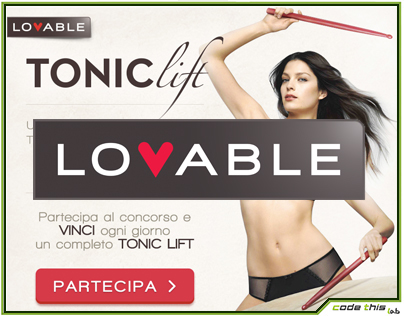 LOVABLE
TONIC lift
LOVABLE
Partecipa al concorso e
VINCI ogni giorno
un completo TONIC LIFT
PARTECIPA >
code this lab